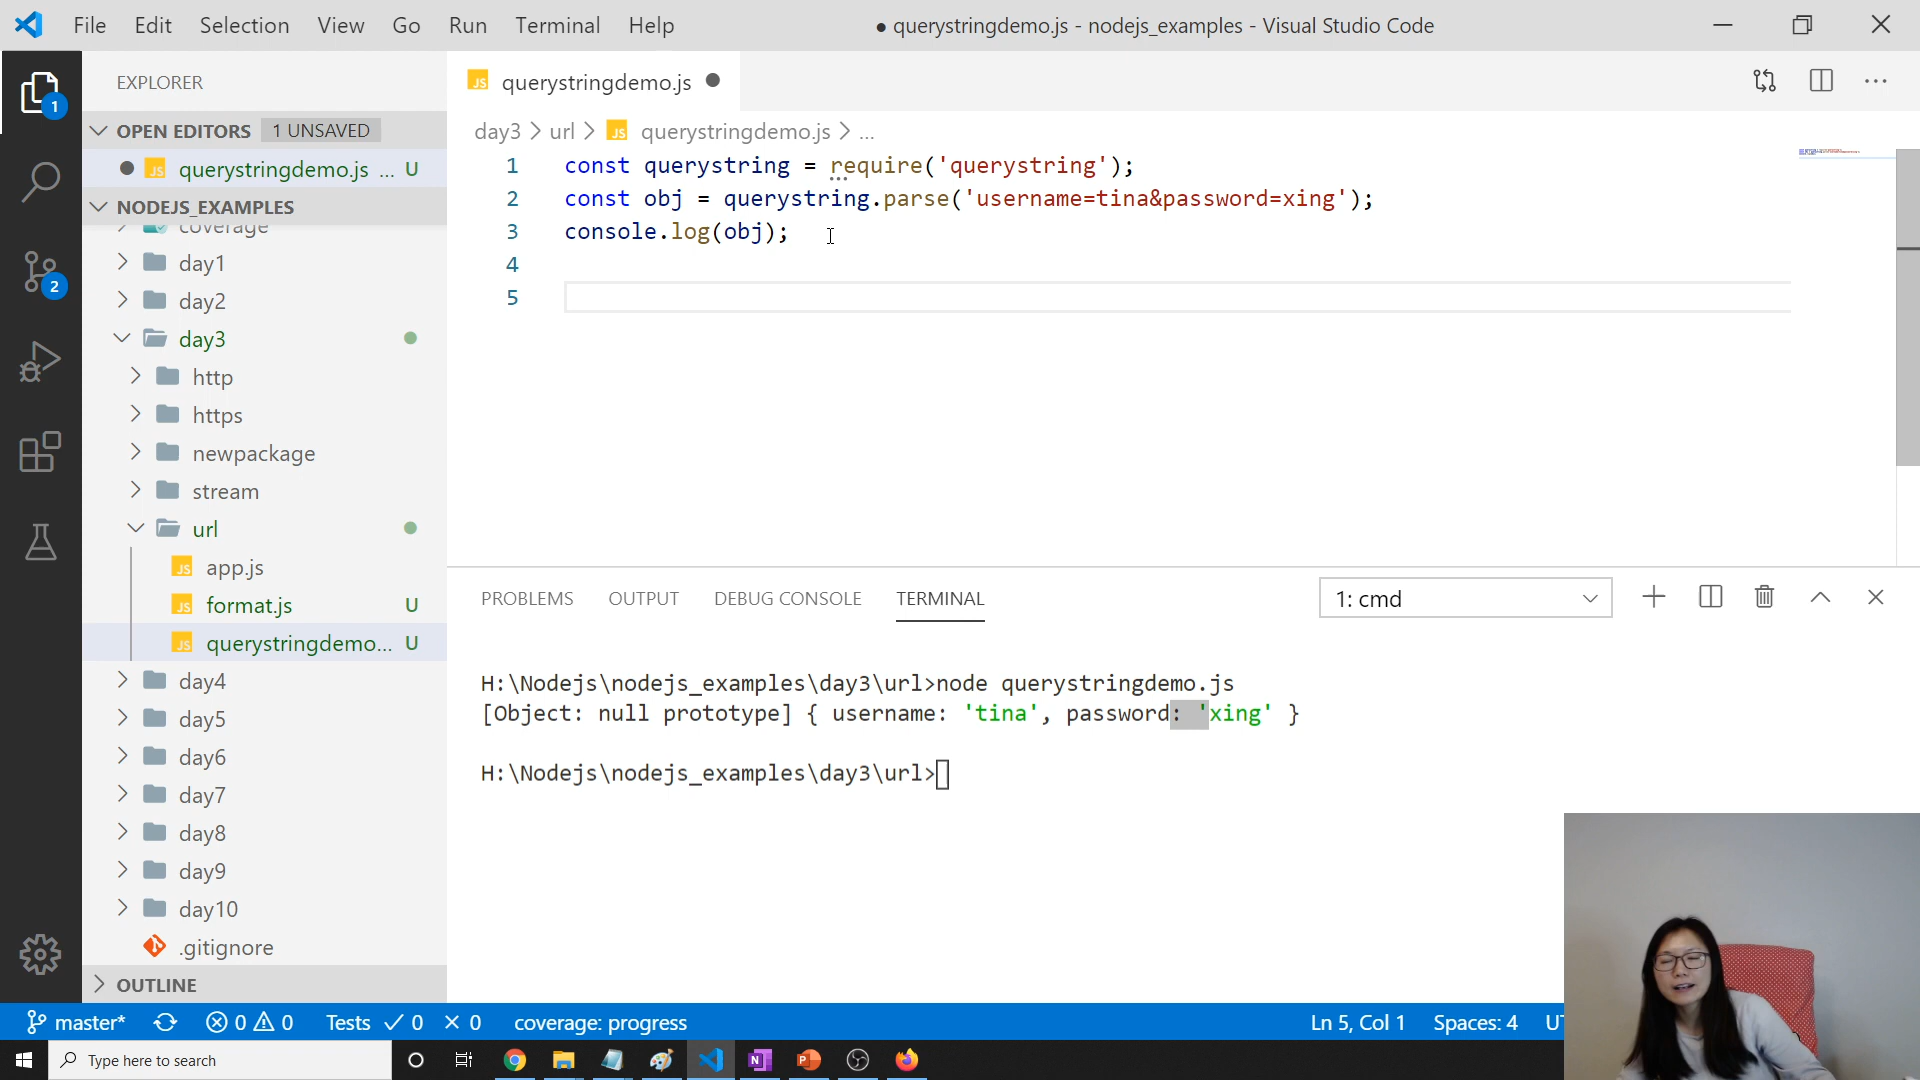 File Edit Selection View Go Run Terminal Help
● querystringdemo.js - nodejs_examples - Visual Studio Code
EXPLORER
OPEN EDITORS 1 UNSAVED
querystringdemo.js ... U
NODEJS_EXAMPLES
coverage
day1
day2
day3
http
https
newpackage
stream
url
app.js
format.js U
querystringdemo... U
day4
day5
day6
day7
day8
day9
day10
.gitignore
OUTLINE
1
2
querystringdemo.js
day3 > url > querystringdemo.js > ...
1 const querystring = require('querystring');
2 const obj = querystring.parse('username=tina&password=xing');
3 console.log(obj);
4
5
PROBLEMS OUTPUT DEBUG CONSOLE TERMINAL
1: cmd
H:\Nodejs\nodejs_examples\day3\url>node querystringdemo.js
[Object: null prototype] { username: 'tina', password: 'xing' }
H:\Nodejs\nodejs_examples\day3\url>
master* 0 0 Tests ✓ 0 × 0 coverage: progress Ln 5, Col 1 Spaces: 4 UT
Type here to search